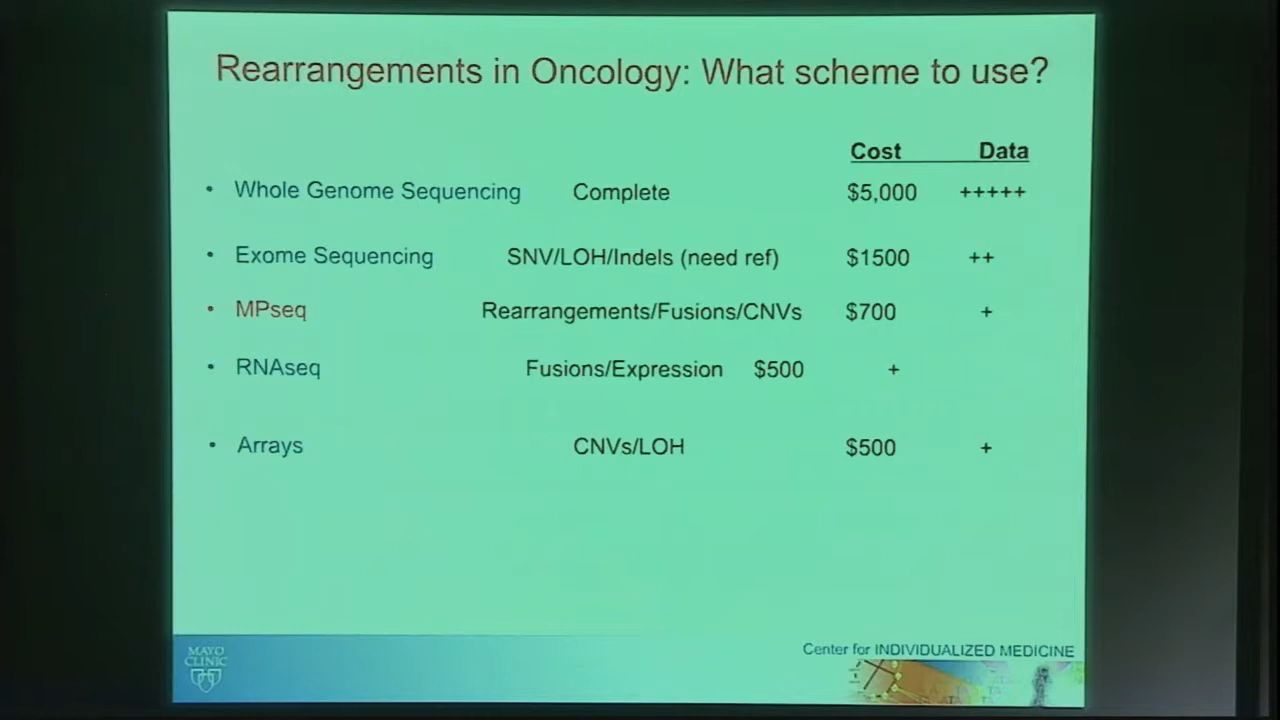 Rearrangements in Oncology: What scheme to use?
Cost Data
• Whole Genome Sequencing Complete $5,000 +++++
• Exome Sequencing SNV/LOH/Indels (need ref) $1500 ++
• MPseq Rearrangements/Fusions/CNVs $700 +
• RNAseq Fusions/Expression $500 +
• Arrays CNVs/LOH $500 +
MAYO
CLINIC
Center for INDIVIDUALIZED MEDICINE